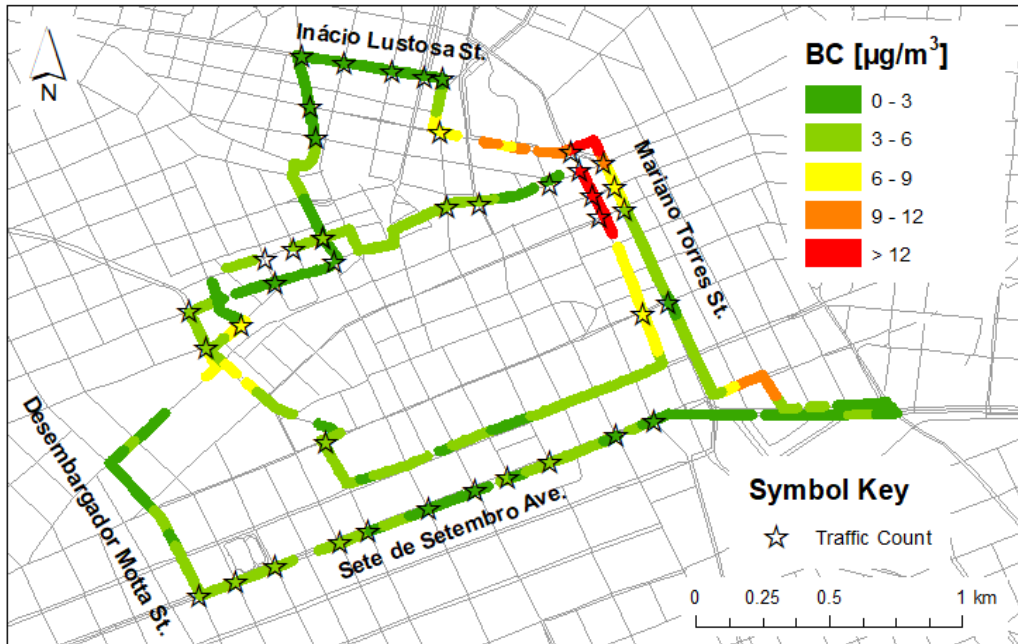 Inácio Lustosa St.
N
BC [µg/m³]
0 - 3
3 - 6
6 - 9
9 - 12
> 12
Mariano Torres St.
Desembargador Motta St.
Sete de Setembro Ave.
Symbol Key
Traffic Count
0 0.25 0.5 1 km